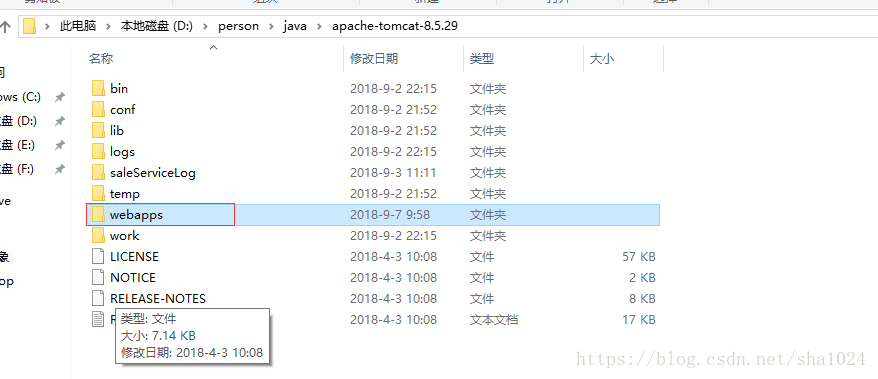 此电脑 > 本地磁盘 (D:) > person > java > apache-tomcat-8.5.29
名称 修改日期 类型 大小
bin 2018-9-2 22:15 文件夹
conf 2018-9-2 21:52 文件夹
lib 2018-9-2 21:52 文件夹
logs 2018-9-2 22:15 文件夹
saleServiceLog 2018-9-3 11:11 文件夹
temp 2018-9-2 21:52 文件夹
webapps 2018-9-7 9:58 文件夹
work 2018-9-2 22:15 文件夹
LICENSE 2018-4-3 10:08 文件 57 KB
NOTICE 2018-4-3 10:08 文件 2 KB
RELEASE-NOTES 2018-4-3 10:08 文件 8 KB
R 2018-4-3 10:08 文本文档 17 KB
类型: 文件
大小: 7.14 KB
修改日期: 2018-4-3 10:08
问
ows (C:)
盘 (D:)
盘 (E:)
盘 (F:)
ve
象
op
https://blog.csdn.net/sha1024